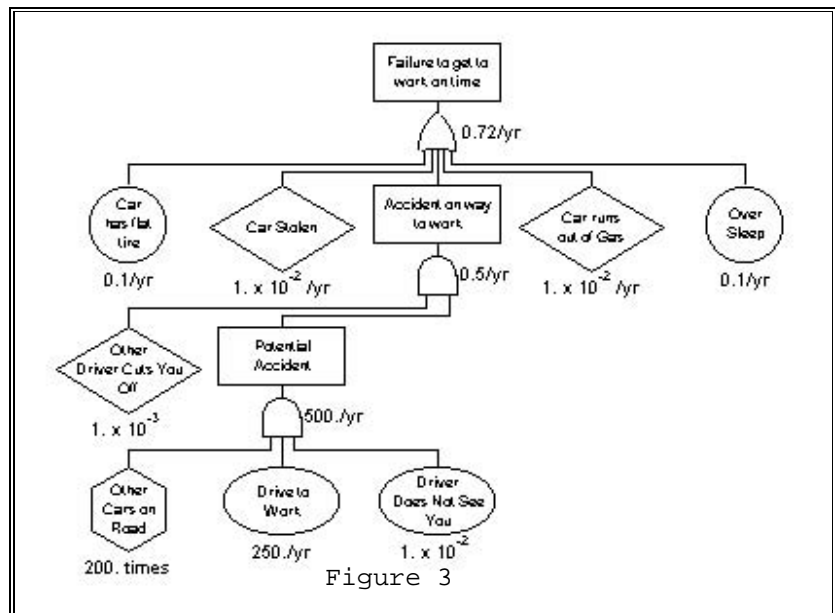 Failure to get to
work on time
0.72/yr
Car
has flat
tire
0.1/yr
Car Stolen
1. x 10⁻² /yr
Accident on way
to work
0.5/yr
Car runs
out of Gas
1. x 10⁻² /yr
Over
Sleep
0.1/yr
Other
Driver Cuts You
Off
1. x 10⁻³
Potential
Accident
500./yr
Other
Cars on
Road
200. times
Drive to
Work
250./yr
Driver
Does Not See
You
1. x 10⁻²
Figure 3